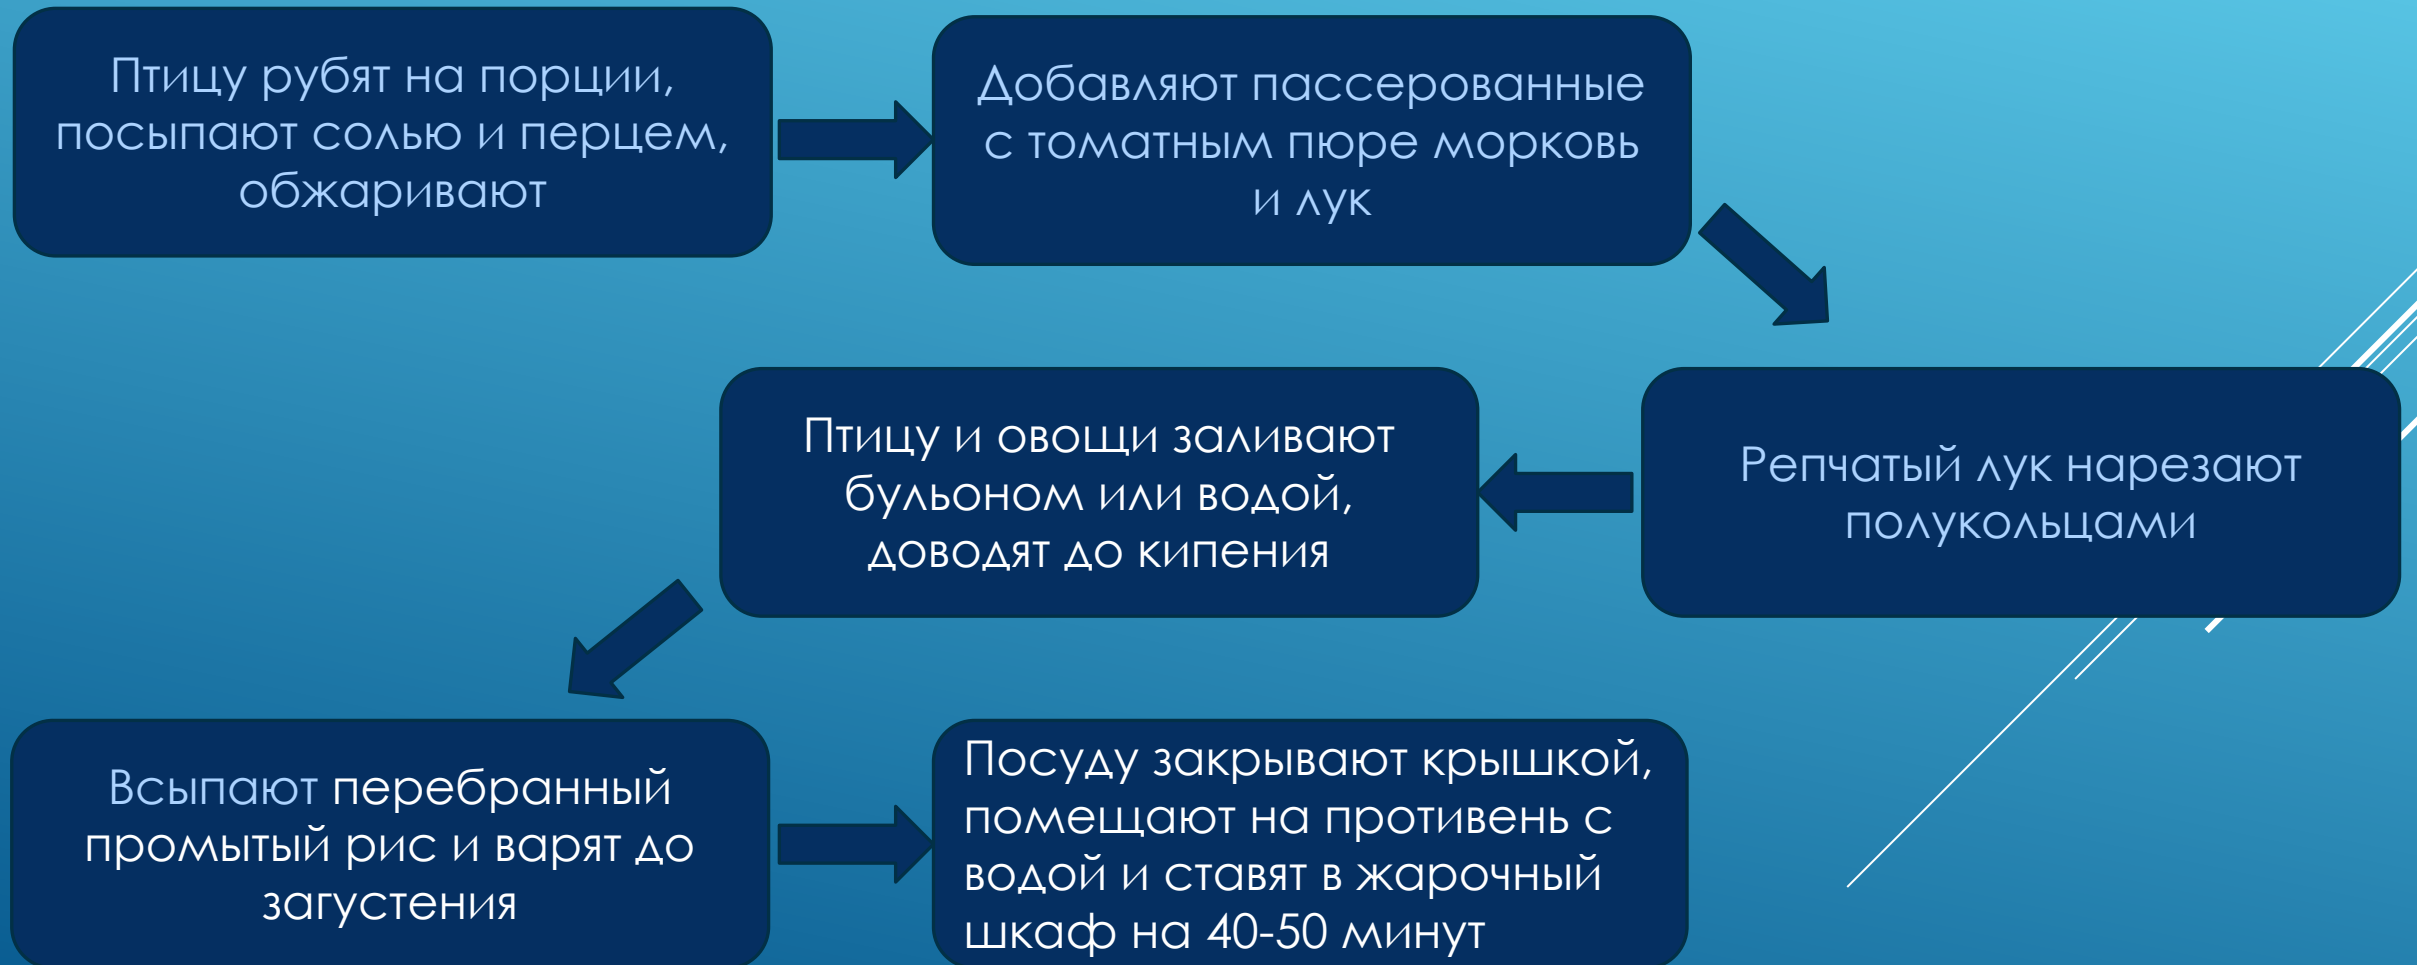 Птицу рубят на порции,
посыпают солью и перцем,
обжаривают
Добавляют пассерованные
с томатным пюре морковь
и лук
Репчатый лук нарезают
полукольцами
Птицу и овощи заливают
бульоном или водой,
доводят до кипения
Всыпают перебранный
промытый рис и варят до
загустения
Посуду закрывают крышкой,
помещают на противень с
водой и ставят в жарочный
шкаф на 40-50 минут